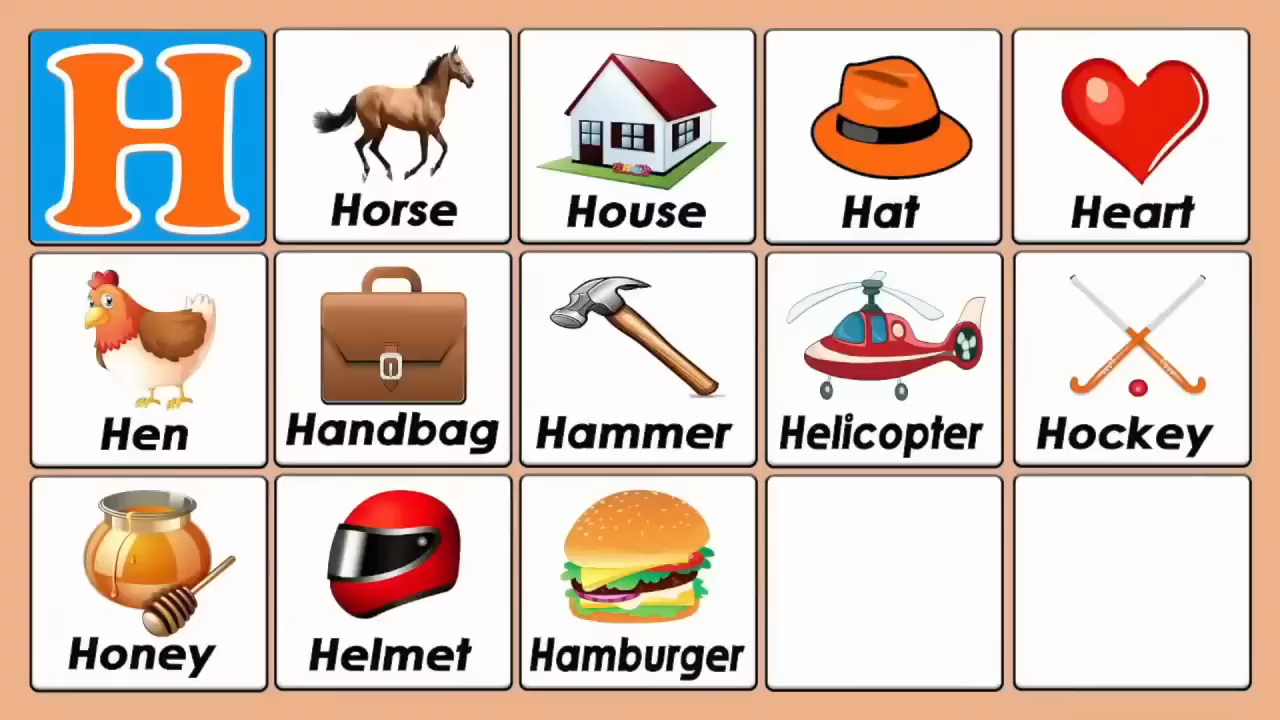 H
Horse
House
Hat
Heart
Hen
Handbag
Hammer
Helicopter
Hockey
Honey
Helmet
Hamburger